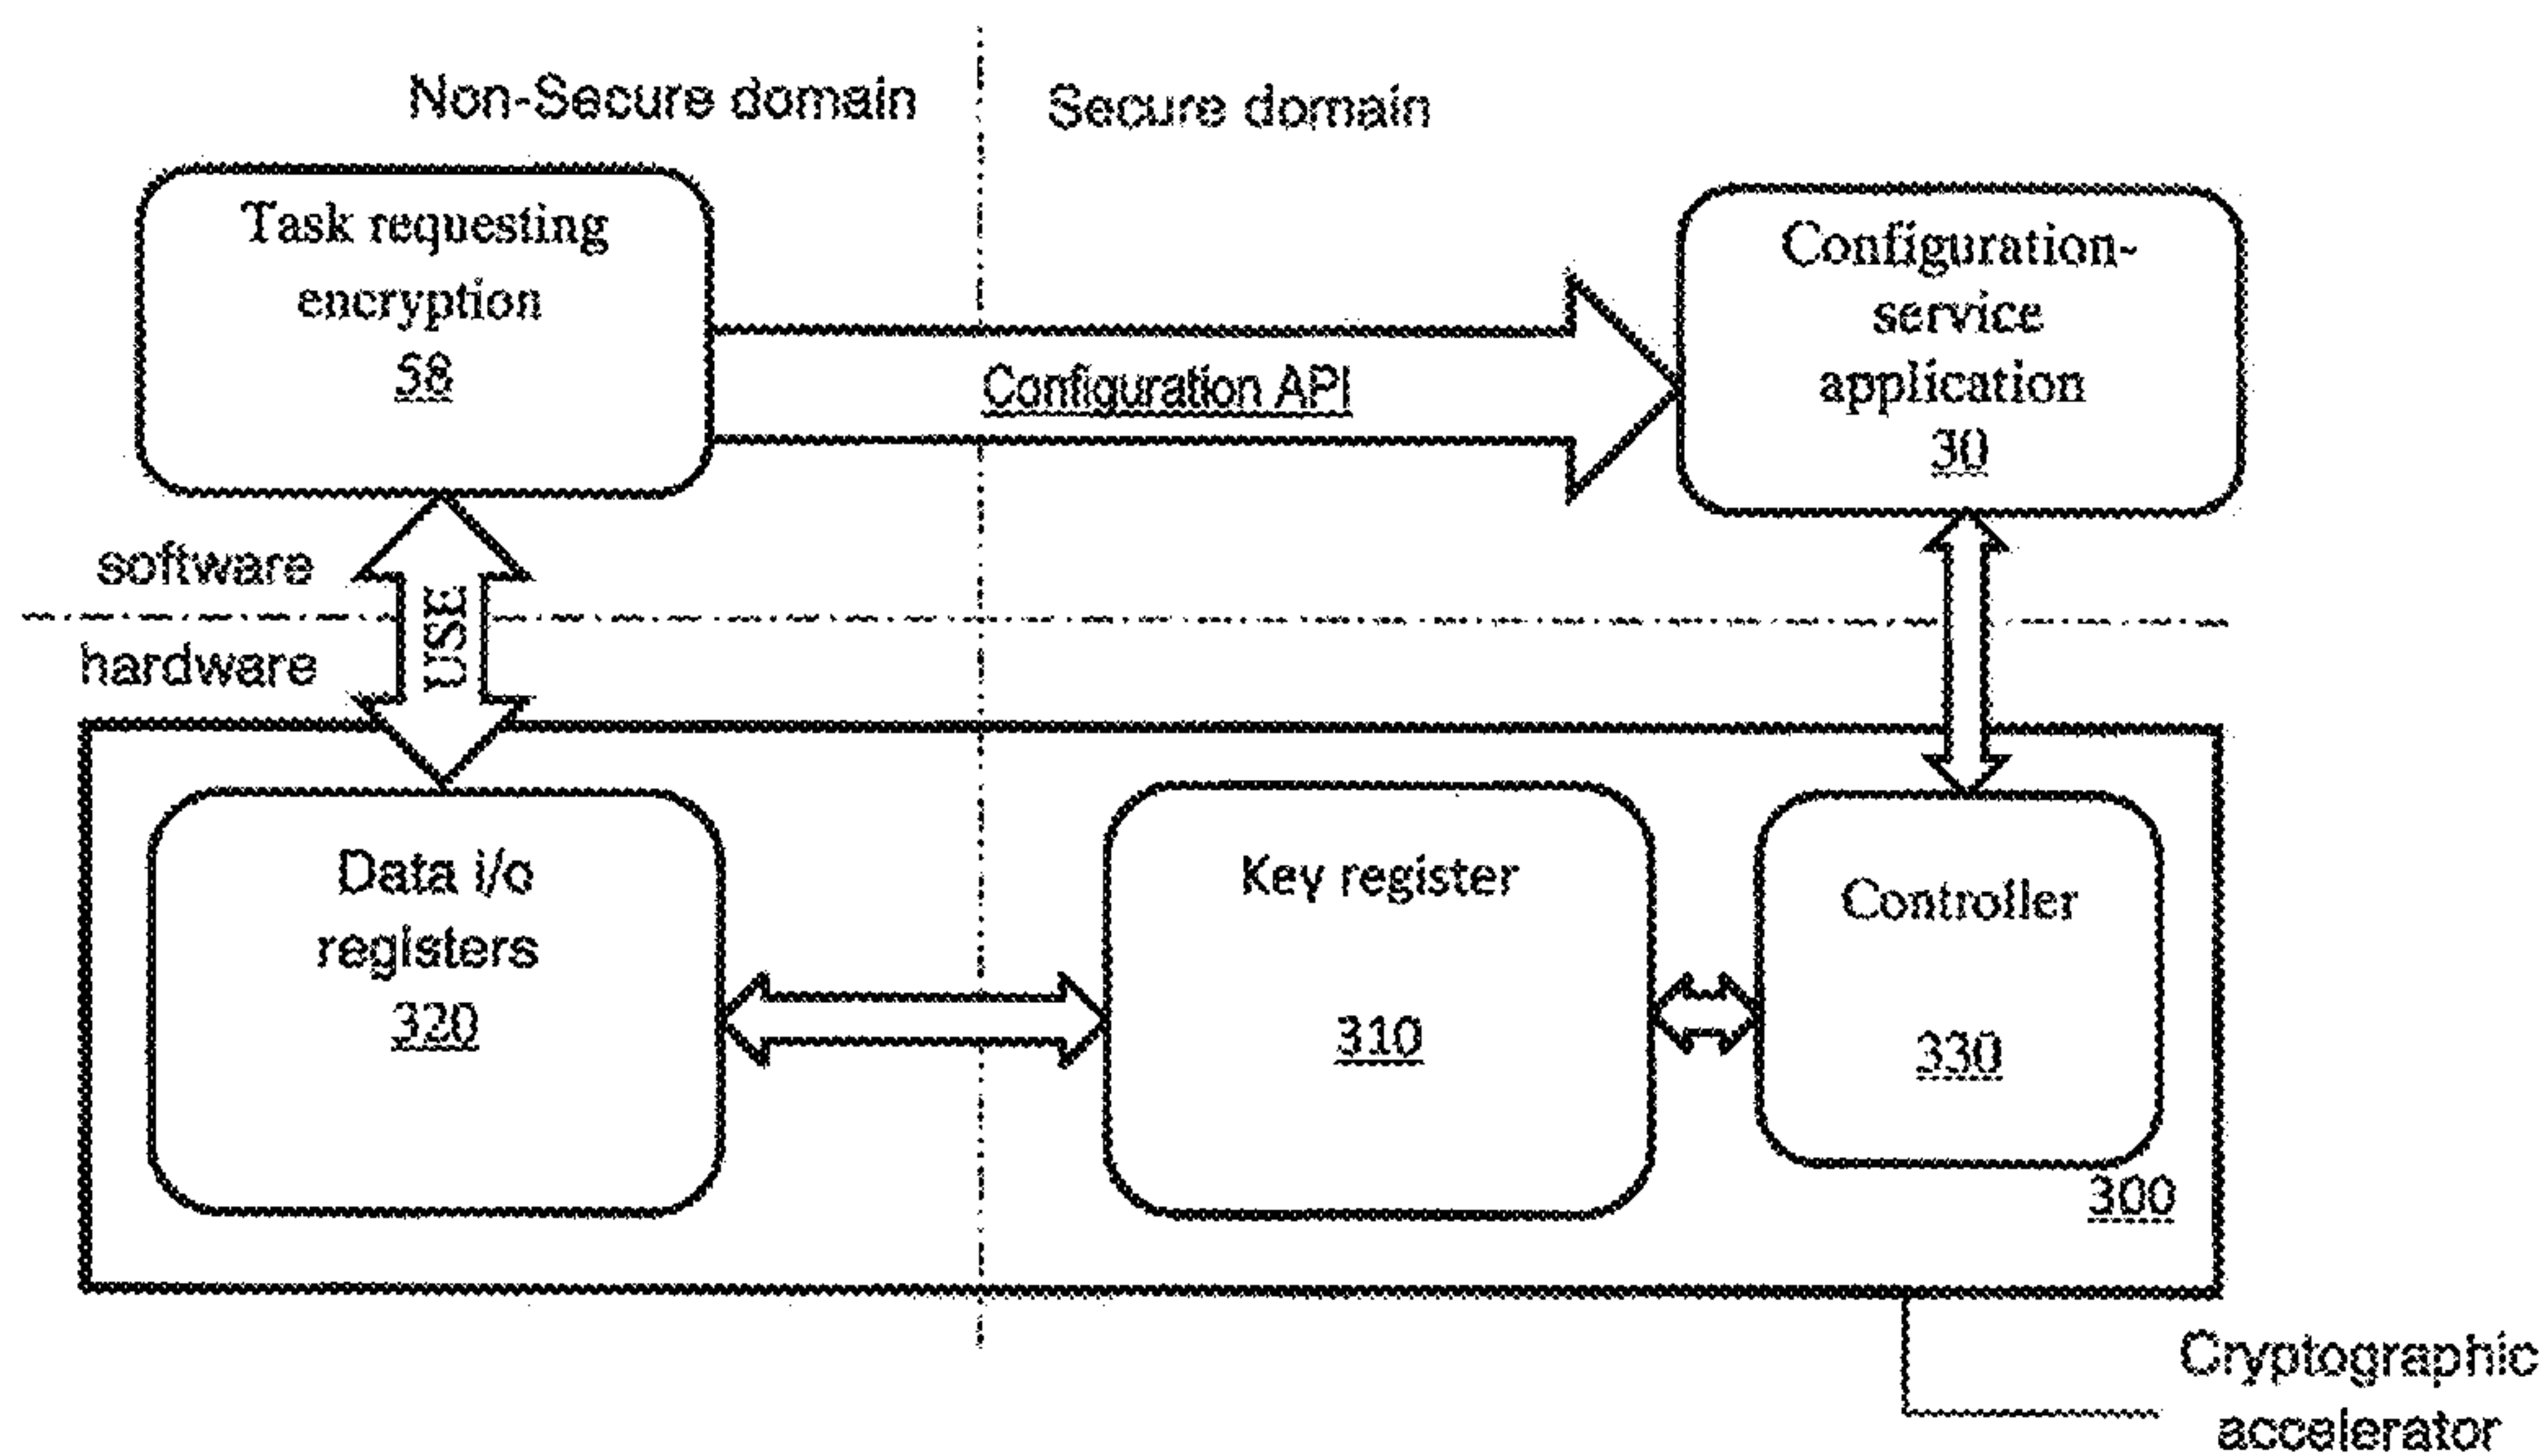 Non-Secure domain
Secure domain
Task requesting
encryption
58
Configuration API
Configuration-
service
application
30
software
USE
hardware
Data i/o
registers
320
Key register
310
Controller
330
300
Cryptographic
accelerator